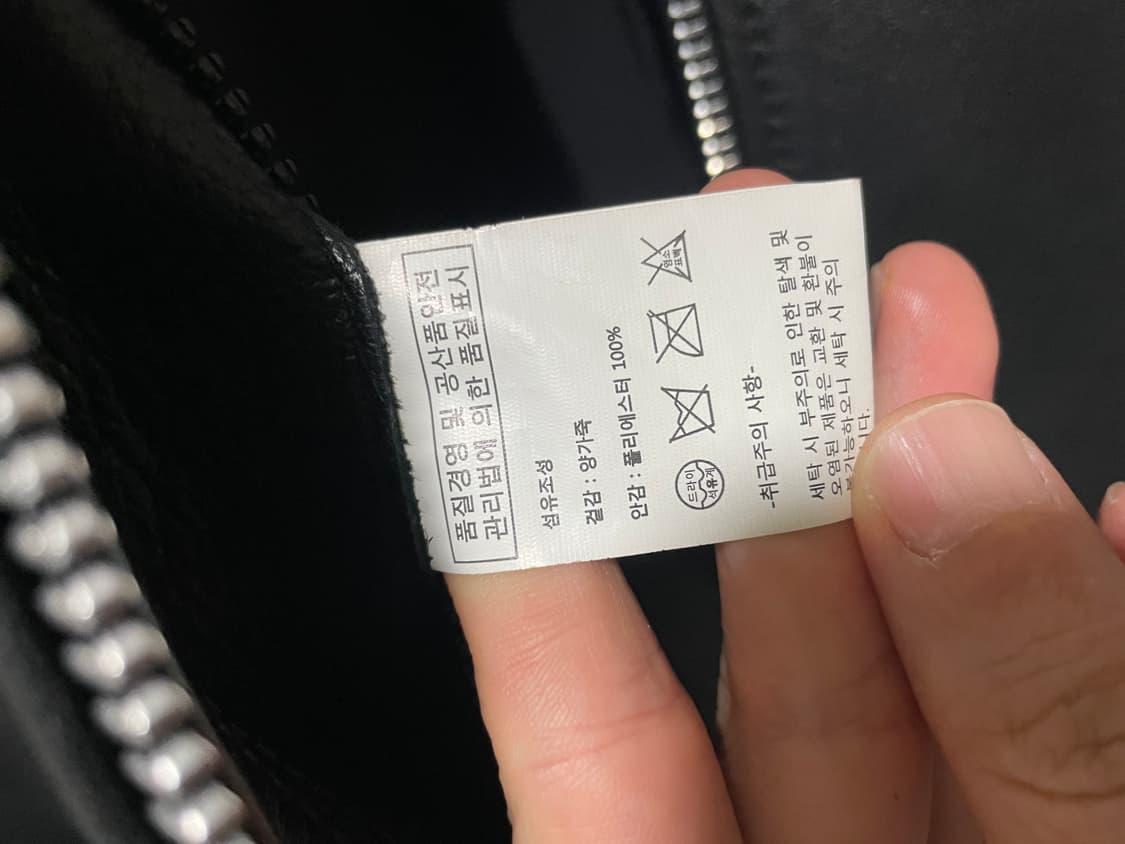 품질경영 및 공산품안전
관리법에 의한 품질표시
섬유조성
겉감 : 양가죽
안감 : 폴리에스터 100%
드라이
석유계
염소
표백
-취급주의 사항-
세탁 시 부주의로 인한 탈색 및
오염된 제품은 교환 및 환불이
불가능하오니 세탁 시 주의